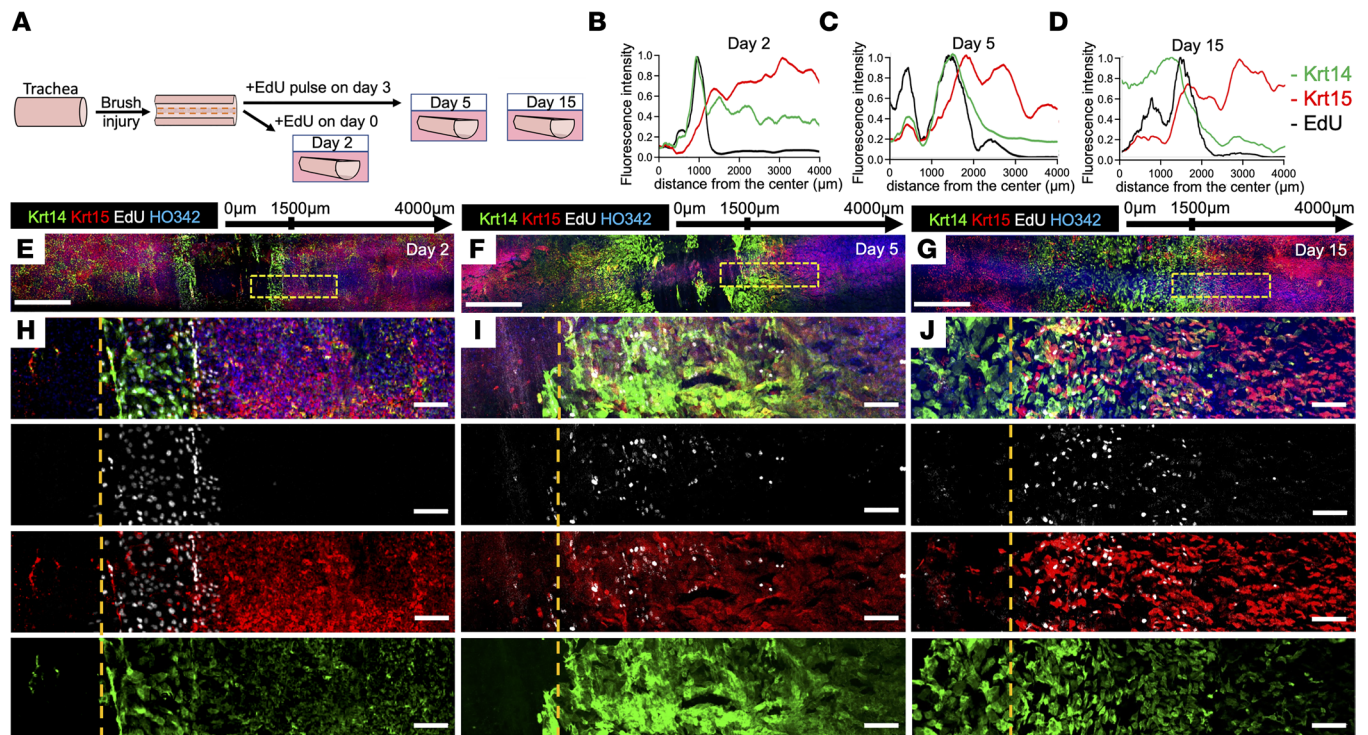 A
Trachea
Brush
injury
+EdU pulse on day 3
+EdU on day 0
Day 2
Day 5
Day 15
B
Day 2
Fluorescence intensity
1.0
0.8
0.6
0.4
0.2
0.0
0 1000 2000 3000 4000
distance from the center (µm)
C
Day 5
Fluorescence intensity
1.0
0.8
0.6
0.4
0.2
0.0
0 1000 2000 3000 4000
distance from the center (µm)
D
Day 15
Fluorescence intensity
1.0
0.8
0.6
0.4
0.2
0.0
0 1000 2000 3000 4000
distance from the center (µm)
- Krt14
- Krt15
- EdU
Krt14 Krt15 EdU HO342
0µm 1500µm 4000µm
Krt14 Krt15 EdU HO342
0µm 1500µm 4000µm
Krt14 Krt15 EdU HO342
0µm 1500µm 4000µm
E
Day 2
F
Day 5
G
Day 15
H
I
J